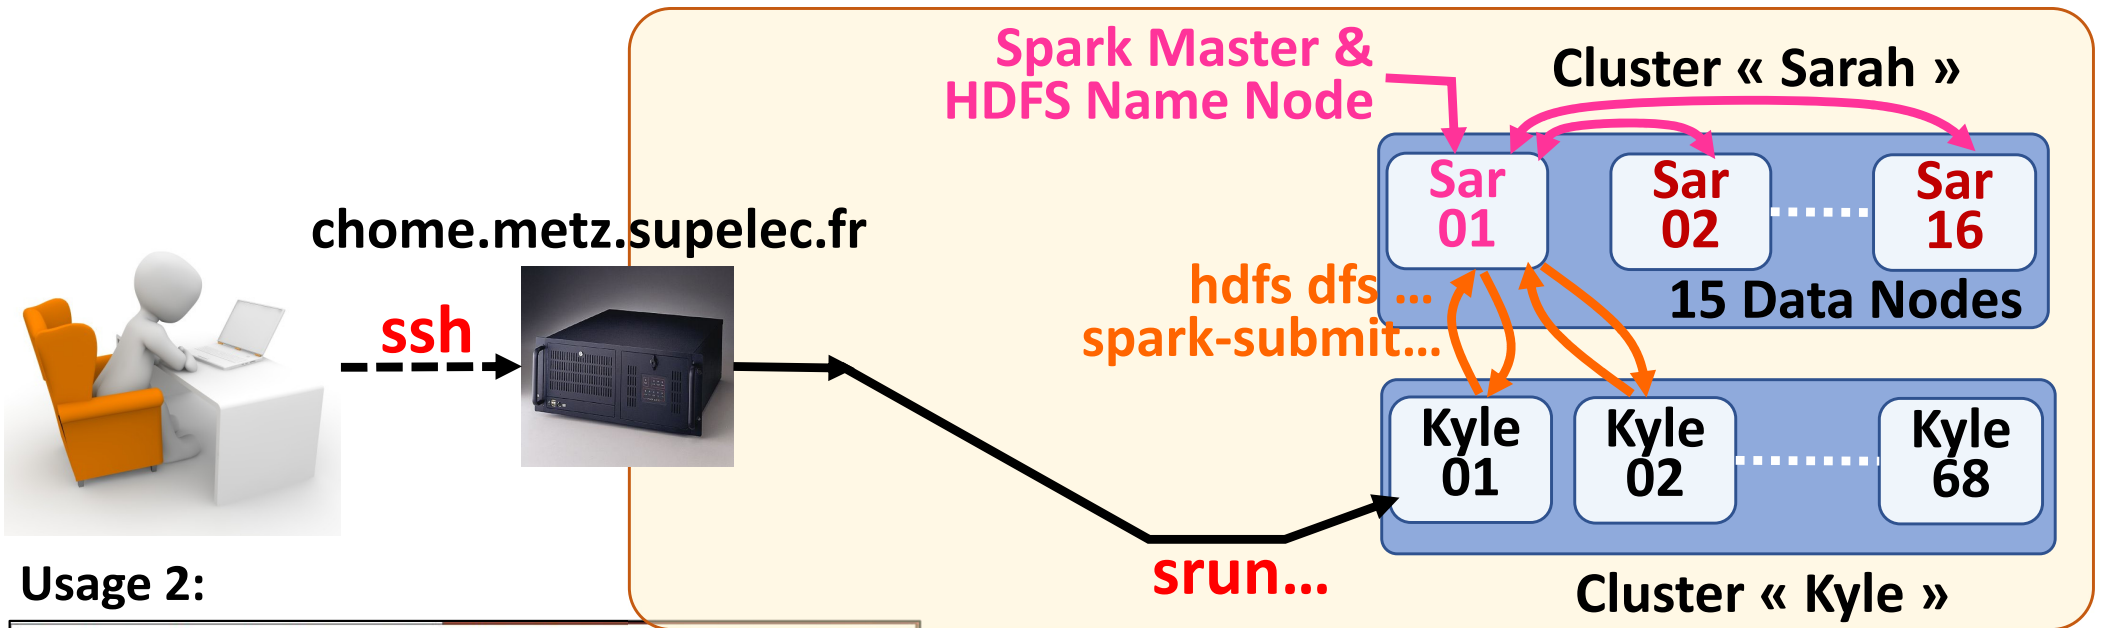 Spark Master &
HDFS Name Node
Cluster « Sarah »
Sar
01
Sar
02
Sar
16
15 Data Nodes
chome.metz.supelec.fr
ssh
hdfs dfs ...
spark-submit...
Kyle
01
Kyle
02
Kyle
68
srun...
Cluster « Kyle »
Usage 2: